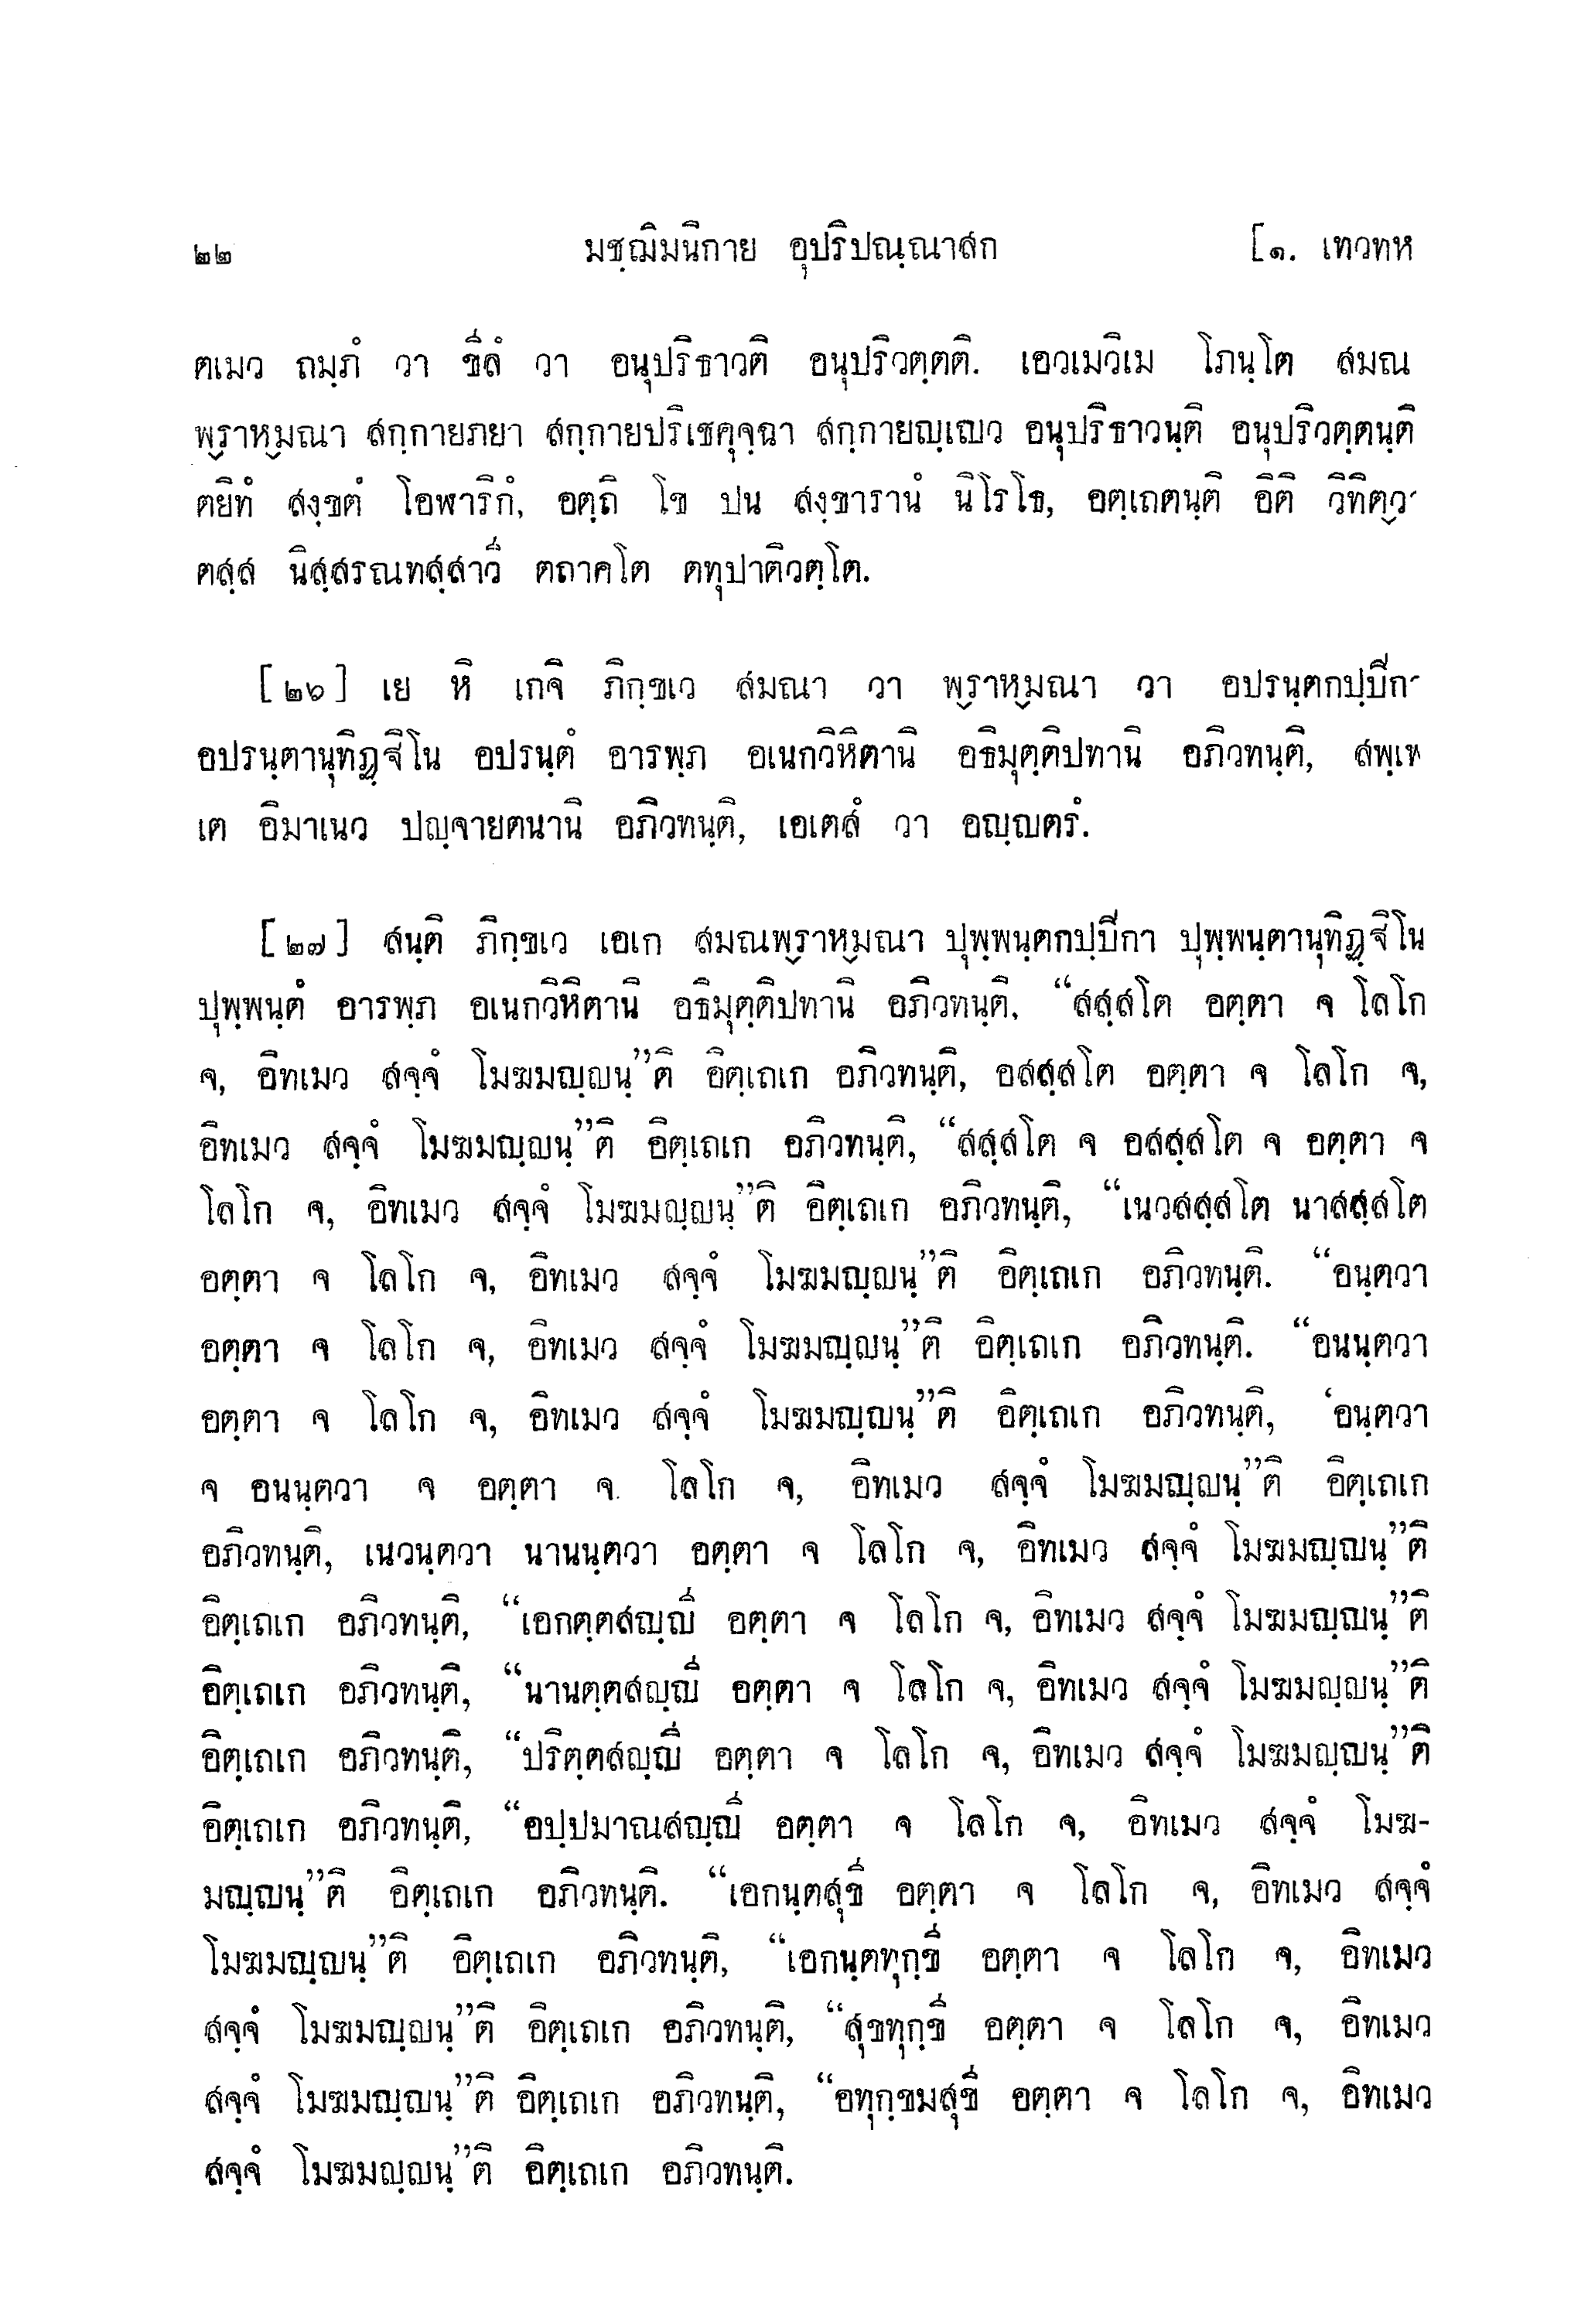 ๒๒ มชฺฌิมนิกาย อุปริปณฺณาสก [๑. เทวทห
ตเมว ถมฺภํ วา ขีลํ วา อนุปริธาวติ อนุปริวตฺตติ. เอวเมวิเม โภนฺโต สมณ
พฺราหฺมณา สกฺกายภยา สกฺกายปริเชคุจฺฉา สกฺกายญฺเญว อนุปริธาวนฺติ อนุปริวตฺตนฺติ
ตยิทํ สงฺขตํ โอฬาริกํ, อตฺถิ โข ปน สงฺขารานํ นิโรโธ, อตฺเถตนฺติ อิติ วิทิตฺวา
ตสฺส นิสฺสรณทสฺสาวี ตถาคโต ตทุปาติวตฺโต.
[๒๖] เย หิ เกจิ ภิกฺขเว สมณา วา พฺราหฺมณา วา อปรนฺตกปฺปีกา
อปรนฺตานุทิฏฺฐิโน อปรนฺตํ อารพฺภ อเนกวิหิตานิ อธิมุตฺติปทานิ อภิวทนฺติ, สพฺเพ
เต อิมาเนว ปญฺจายตนานิ อภิวทนฺติ, เอเตสํ วา อญฺญตรํ.
[๒๗] สนฺติ ภิกฺขเว เอเก สมณพฺราหฺมณา ปุพฺพนฺตกปฺปีกา ปุพฺพนฺตานุทิฏฺฐิโน
ปุพฺพนฺตํ อารพฺภ อเนกวิหิตานิ อธิมุตฺติปทานิ อภิวทนฺติ, “สสฺสโต อตฺตา จ โลโก
จ, อิทเมว สจฺจํ โมฆมญฺญนฺ”ติ อิตฺเถเก อภิวทนฺติ, อสสฺสโต อตฺตา จ โลโก จ,
อิทเมว สจฺจํ โมฆมญฺญนฺ”ติ อิตฺเถเก อภิวทนฺติ, “สสฺสโต จ อสสฺสโต จ อตฺตา จ
โลโก จ, อิทเมว สจฺจํ โมฆมญฺญนฺ”ติ อิตฺเถเก อภิวทนฺติ, “เนวสสฺสโต นาสสฺสโต
อตฺตา จ โลโก จ, อิทเมว สจฺจํ โมฆมญฺญนฺ”ติ อิตฺเถเก อภิวทนฺติ. “อนฺตวา
อตฺตา จ โลโก จ, อิทเมว สจฺจํ โมฆมญฺญนฺ”ติ อิตฺเถเก อภิวทนฺติ. “อนนฺตวา
อตฺตา จ โลโก จ, อิทเมว สจฺจํ โมฆมญฺญนฺ”ติ อิตฺเถเก อภิวทนฺติ, ‘อนฺตวา
จ อนนฺตวา จ อตฺตา จ โลโก จ, อิทเมว สจฺจํ โมฆมญฺญนฺ”ติ อิตฺเถเก
อภิวทนฺติ, เนวนฺตวา นานนฺตวา อตฺตา จ โลโก จ, อิทเมว สจฺจํ โมฆมญฺญนฺ”ติ
อิตฺเถเก อภิวทนฺติ, “เอกตฺตสญฺญี อตฺตา จ โลโก จ, อิทเมว สจฺจํ โมฆมญฺญนฺ”ติ
อิตฺเถเก อภิวทนฺติ, “นานตฺตสญฺญี อตฺตา จ โลโก จ, อิทเมว สจฺจํ โมฆมญฺญนฺ”ติ
อิตฺเถเก อภิวทนฺติ, “ปริตฺตสญฺญี อตฺตา จ โลโก จ, อิทเมว สจฺจํ โมฆมญฺญนฺ”ติ
อิตฺเถเก อภิวทนฺติ, “อปฺปมาณสญฺญี อตฺตา จ โลโก จ, อิทเมว สจฺจํ โมฆ-
มญฺญนฺ”ติ อิตฺเถเก อภิวทนฺติ. “เอกนฺตสุขี อตฺตา จ โลโก จ, อิทเมว สจฺจํ
โมฆมญฺญนฺ”ติ อิตฺเถเก อภิวทนฺติ, “เอกนฺตทุกฺขี อตฺตา จ โลโก จ, อิทเมว
สจฺจํ โมฆมญฺญนฺ”ติ อิตฺเถเก อภิวทนฺติ, “สุขทุกฺขี อตฺตา จ โลโก จ, อิทเมว
สจฺจํ โมฆมญฺญนฺ”ติ อิตฺเถเก อภิวทนฺติ, “อทุกฺขมสุขี อตฺตา จ โลโก จ, อิทเมว
สจฺจํ โมฆมญฺญนฺ”ติ อิตฺเถเก อภิวทนฺติ.